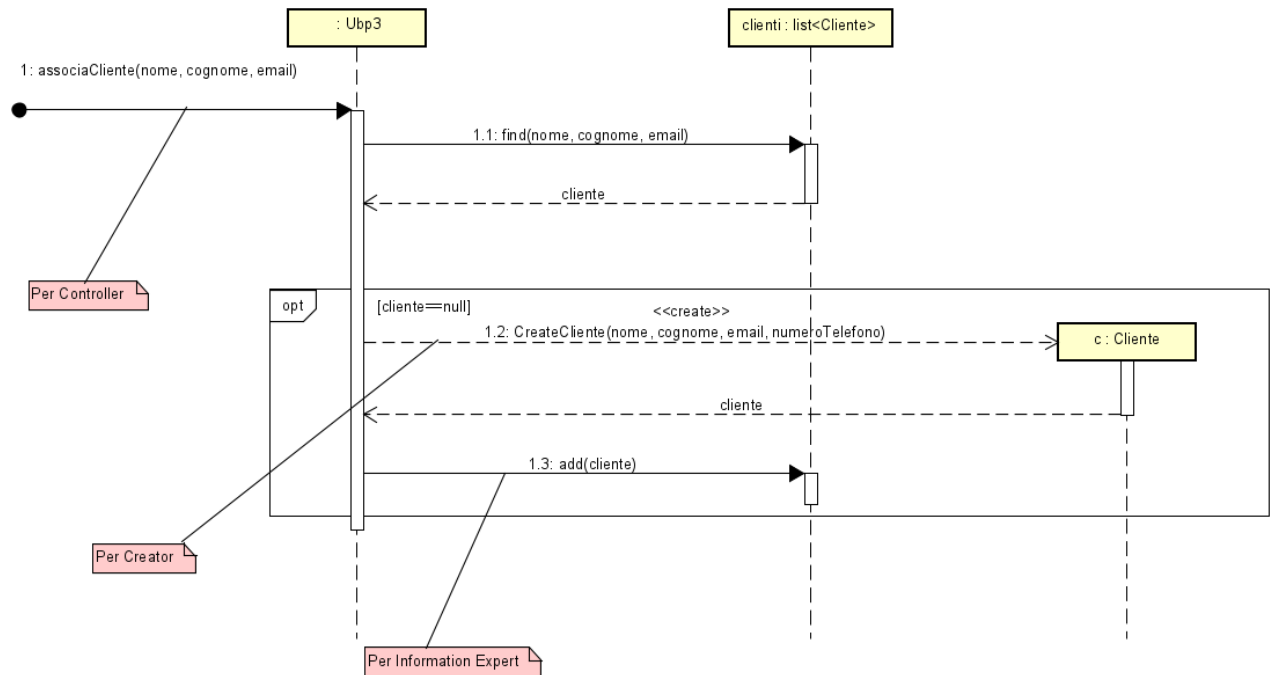 : Ubp3
clienti : list<Cliente>
1: associaCliente(nome, cognome, email)
1.1: find(nome, cognome, email)
cliente
Per Controller
opt
[cliente==null]
<<create>>
1.2: CreateCliente(nome, cognome, email, numeroTelefono)
c : Cliente
cliente
1.3: add(cliente)
Per Creator
Per Information Expert